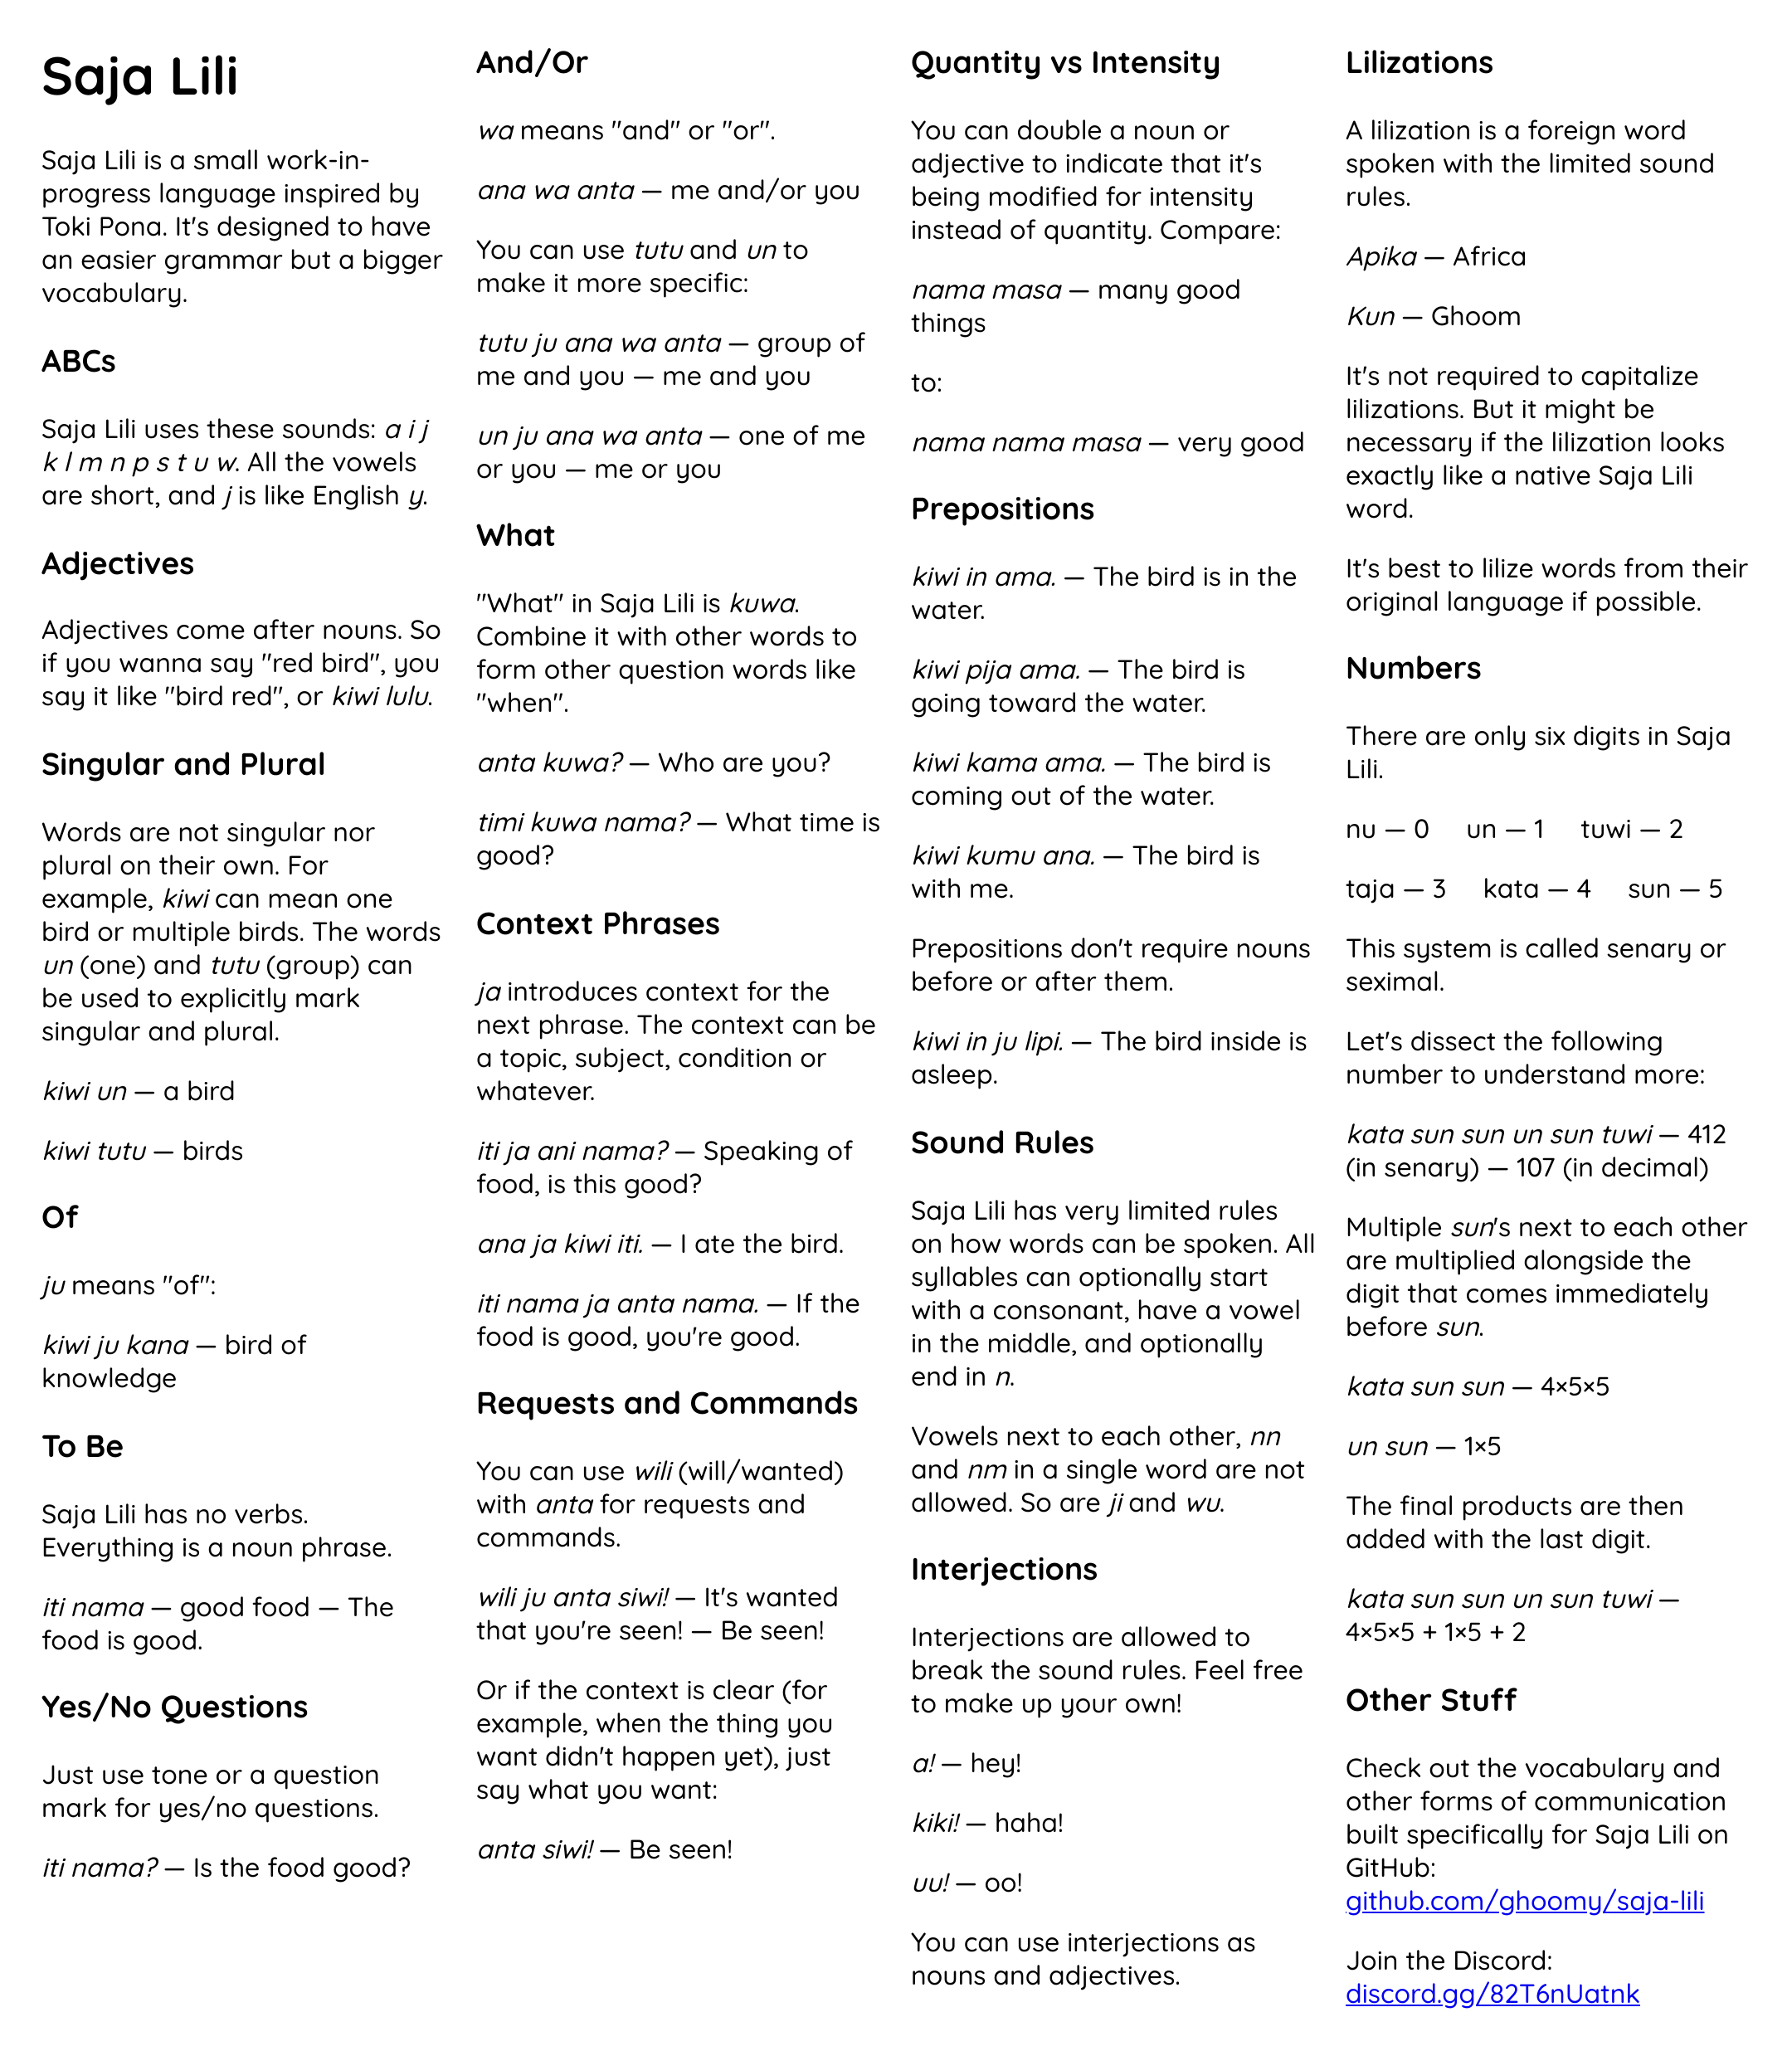 Saja Lili
Saja Lili is a small work-in-
progress language inspired by
Toki Pona. It's designed to have
an easier grammar but a bigger
vocabulary.
ABCs
Saja Lili uses these sounds: a i j
k l m n p s t u w. All the vowels
are short, and j is like English y.
Adjectives
Adjectives come after nouns. So
if you wanna say "red bird", you
say it like "bird red", or kiwi lulu.
Singular and Plural
Words are not singular nor
plural on their own. For
example, kiwi can mean one
bird or multiple birds. The words
un (one) and tutu (group) can
be used to explicitly mark
singular and plural.
kiwi un — a bird
kiwi tutu — birds
Of
ju means "of":
kiwi ju kana — bird of
knowledge
To Be
Saja Lili has no verbs.
Everything is a noun phrase.
iti nama — good food — The
food is good.
Yes/No Questions
Just use tone or a question
mark for yes/no questions.
iti nama? — Is the food good?
And/Or
wa means "and" or "or".
ana wa anta — me and/or you
You can use tutu and un to
make it more specific:
tutu ju ana wa anta — group of
me and you — me and you
un ju ana wa anta — one of me
or you — me or you
What
"What" in Saja Lili is kuwa.
Combine it with other words to
form other question words like
"when".
anta kuwa? — Who are you?
timi kuwa nama? — What time is
good?
Context Phrases
ja introduces context for the
next phrase. The context can be
a topic, subject, condition or
whatever.
iti ja ani nama? — Speaking of
food, is this good?
ana ja kiwi iti. — I ate the bird.
iti nama ja anta nama. — If the
food is good, you're good.
Requests and Commands
You can use wili (will/wanted)
with anta for requests and
commands.
wili ju anta siwi! — It's wanted
that you're seen! — Be seen!
Or if the context is clear (for
example, when the thing you
want didn't happen yet), just
say what you want:
anta siwi! — Be seen!
Quantity vs Intensity
You can double a noun or
adjective to indicate that it's
being modified for intensity
instead of quantity. Compare:
nama masa — many good
things
to:
nama nama masa — very good
Prepositions
kiwi in ama. — The bird is in the
water.
kiwi pija ama. — The bird is
going toward the water.
kiwi kama ama. — The bird is
coming out of the water.
kiwi kumu ana. — The bird is
with me.
Prepositions don't require nouns
before or after them.
kiwi in ju lipi. — The bird inside is
asleep.
Sound Rules
Saja Lili has very limited rules
on how words can be spoken. All
syllables can optionally start
with a consonant, have a vowel
in the middle, and optionally
end in n.
Vowels next to each other, nn
and nm in a single word are not
allowed. So are ji and wu.
Interjections
Interjections are allowed to
break the sound rules. Feel free
to make up your own!
a! — hey!
kiki! — haha!
uu! — oo!
You can use interjections as
nouns and adjectives.
Lilizations
A lilization is a foreign word
spoken with the limited sound
rules.
Apika — Africa
Kun — Ghoom
It's not required to capitalize
lilizations. But it might be
necessary if the lilization looks
exactly like a native Saja Lili
word.
It's best to lilize words from their
original language if possible.
Numbers
There are only six digits in Saja
Lili.
nu — 0 un — 1 tuwi — 2
taja — 3 kata — 4 sun — 5
This system is called senary or
seximal.
Let's dissect the following
number to understand more:
kata sun sun un sun tuwi — 412
(in senary) — 107 (in decimal)
Multiple sun's next to each other
are multiplied alongside the
digit that comes immediately
before sun.
kata sun sun — 4×5×5
un sun — 1×5
The final products are then
added with the last digit.
kata sun sun un sun tuwi —
4×5×5 + 1×5 + 2
Other Stuff
Check out the vocabulary and
other forms of communication
built specifically for Saja Lili on
GitHub:
github.com/ghoomy/saja-lili
Join the Discord:
discord.gg/82T6nUatnk